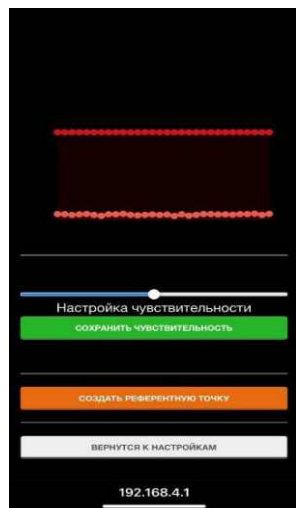 Настройка чувствительности
СОХРАНИТЬ ЧУВСТВИТЕЛЬНОСТЬ
СОЗДАТЬ РЕФЕРЕНТНУЮ ТОЧКУ
ВЕРНУТСЯ К НАСТРОЙКАМ
192.168.4.1